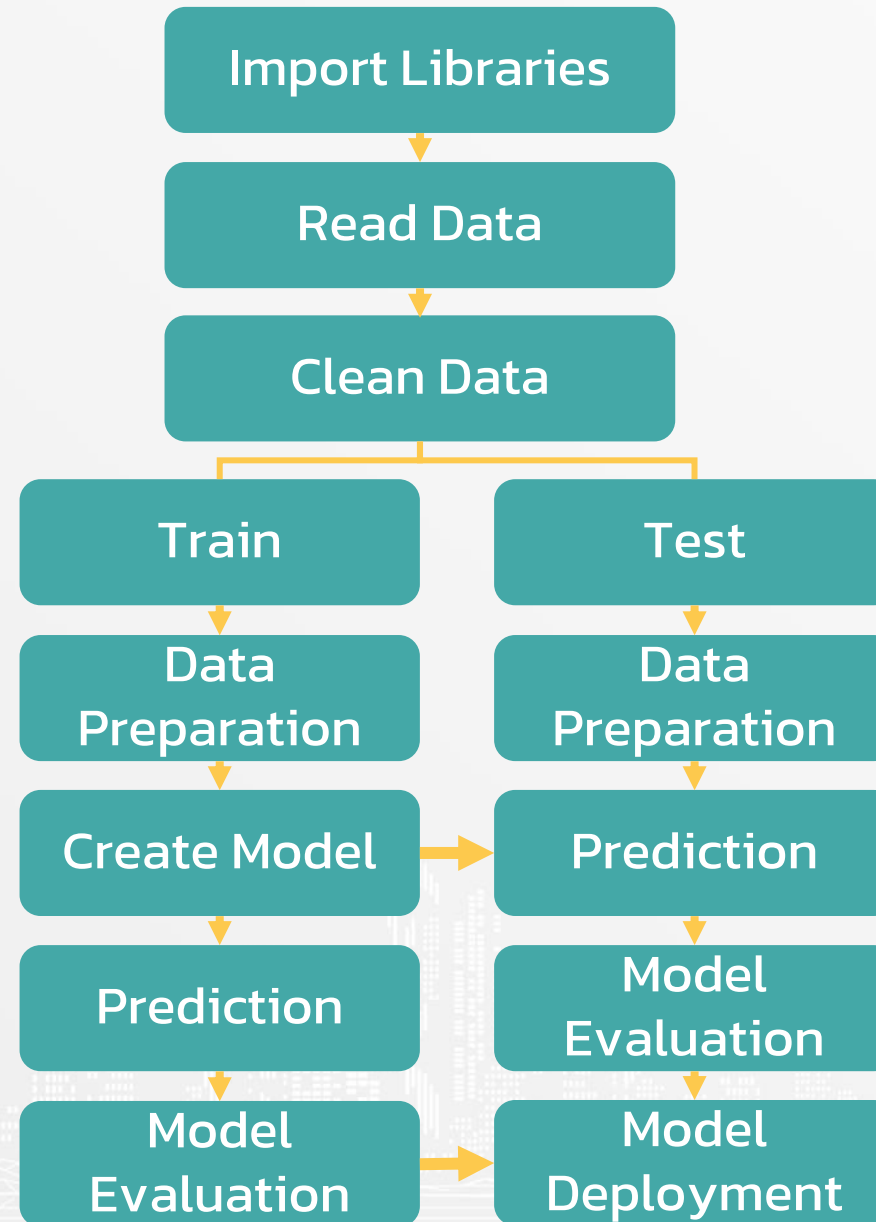 Import Libraries
Read Data
Clean Data
Train
Test
Data
Preparation
Data
Preparation
Create Model
Prediction
Prediction
Model
Evaluation
Model
Evaluation
Model
Deployment